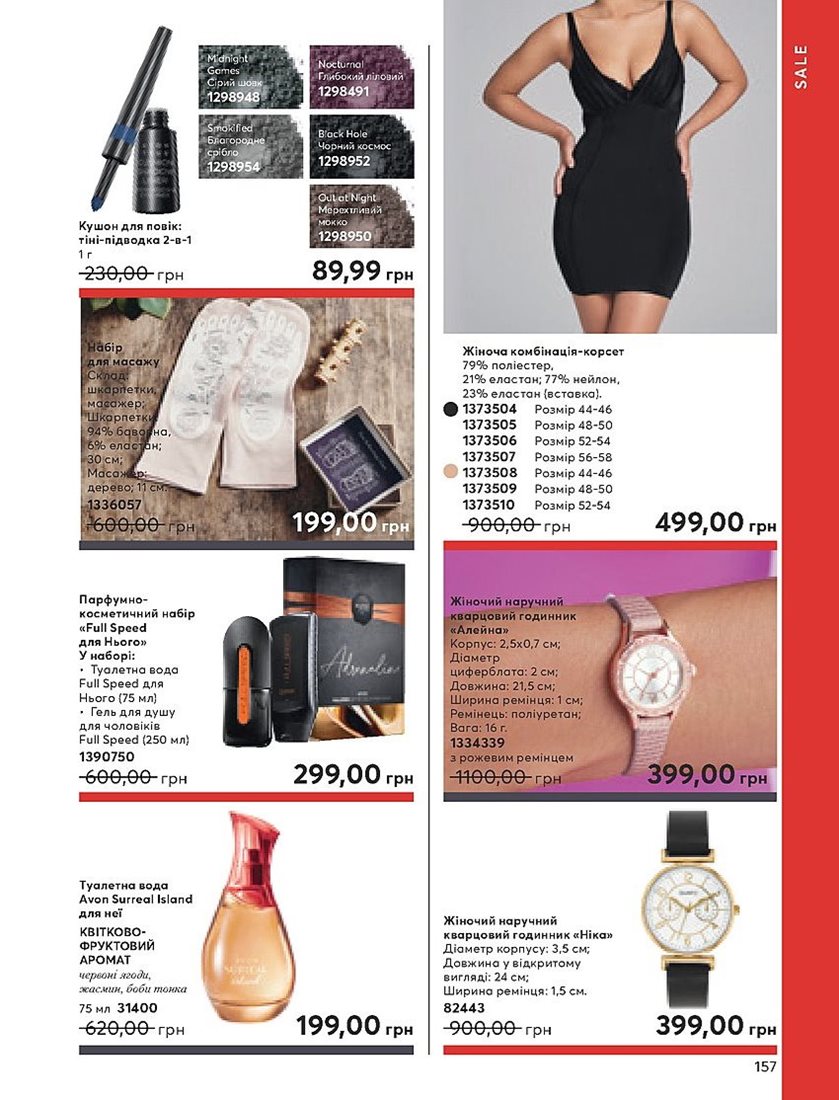 SALE
Midnight
Games
Сірий шовк
1298948
Nocturnal
Глибокий ліловий
1298491
Smokified
Благородне
срібло
1298954
Black Hole
Чорний космос
1298952
Out at Night
Мерехтливий
мокко
1298950
Кушон для повік:
тіні-підводка 2-в-1
1 г
230,00 грн
89,99 грн
Набір
для масажу
Склад:
шкарпетки,
масажер;
Шкарпетки:
94% бавовна,
6% еластан;
30 см;
Масажер:
дерево; 11 см.
1336057
600,00 грн
199,00 грн
Парфумно-
косметичний набір
«Full Speed
для Нього»
У наборі:
• Туалетна вода
Full Speed для
Нього (75 мл)
• Гель для душу
для чоловіків
Full Speed (250 мл)
1390750
600,00 грн
Adrenaline
299,00 грн
Туалетна вода
Avon Surreal Island
для неї
КВІТКОВО-
ФРУКТОВИЙ
АРОМАТ
червоні ягоди,
жасмин, боби тонка
75 мл 31400
620,00 грн
SURREAL
island
199,00 грн
Жіноча комбінація-корсет
79% поліестер,
21% еластан; 77% нейлон,
23% еластан (вставка).
1373504 Розмір 44-46
1373505 Розмір 48-50
1373506 Розмір 52-54
1373507 Розмір 56-58
1373508 Розмір 44-46
1373509 Розмір 48-50
1373510 Розмір 52-54
900,00 грн
499,00 грн
Жіночий наручний
кварцовий годинник
«Алейна»
Корпус: 2,5х0,7 см;
Діаметр
циферблата: 2 см;
Довжина: 21,5 см;
Ширина ремінця: 1 см;
Ремінець: поліуретан;
Вага: 16 г.
1334339
з рожевим ремінцем
1100,00 грн
399,00 грн
Жіночий наручний
кварцовий годинник «Ніка»
Діаметр корпусу: 3,5 см;
Довжина у відкритому
вигляді: 24 см;
Ширина ремінця: 1,5 см.
82443
900,00 грн
399,00 грн
157